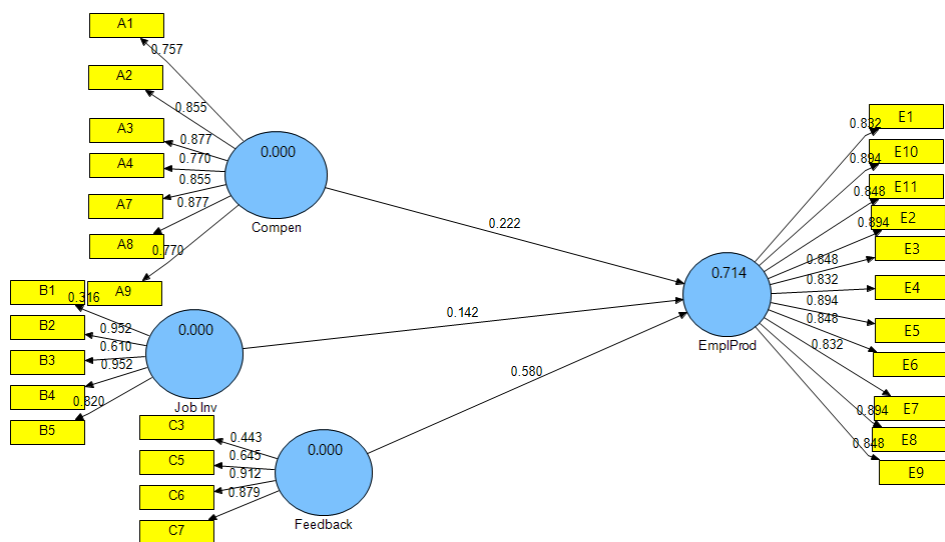 A1
0.757
A2
0.855
A3
0.877
A4
0.770
A7
0.855
A8
0.877
A9
0.770
0.000
Compen
B1
0.316
B2
0.952
B3
0.610
B4
0.952
B5
0.820
0.000
Job Inv
C3
0.443
C5
0.645
C6
0.912
C7
0.879
0.000
Feedback
0.222
0.142
0.580
0.714
EmplProd
0.832
E1
0.894
E10
0.848
E11
0.894
E2
0.848
E3
0.832
E4
0.894
E5
0.848
E6
0.832
E7
0.894
E8
0.848
E9